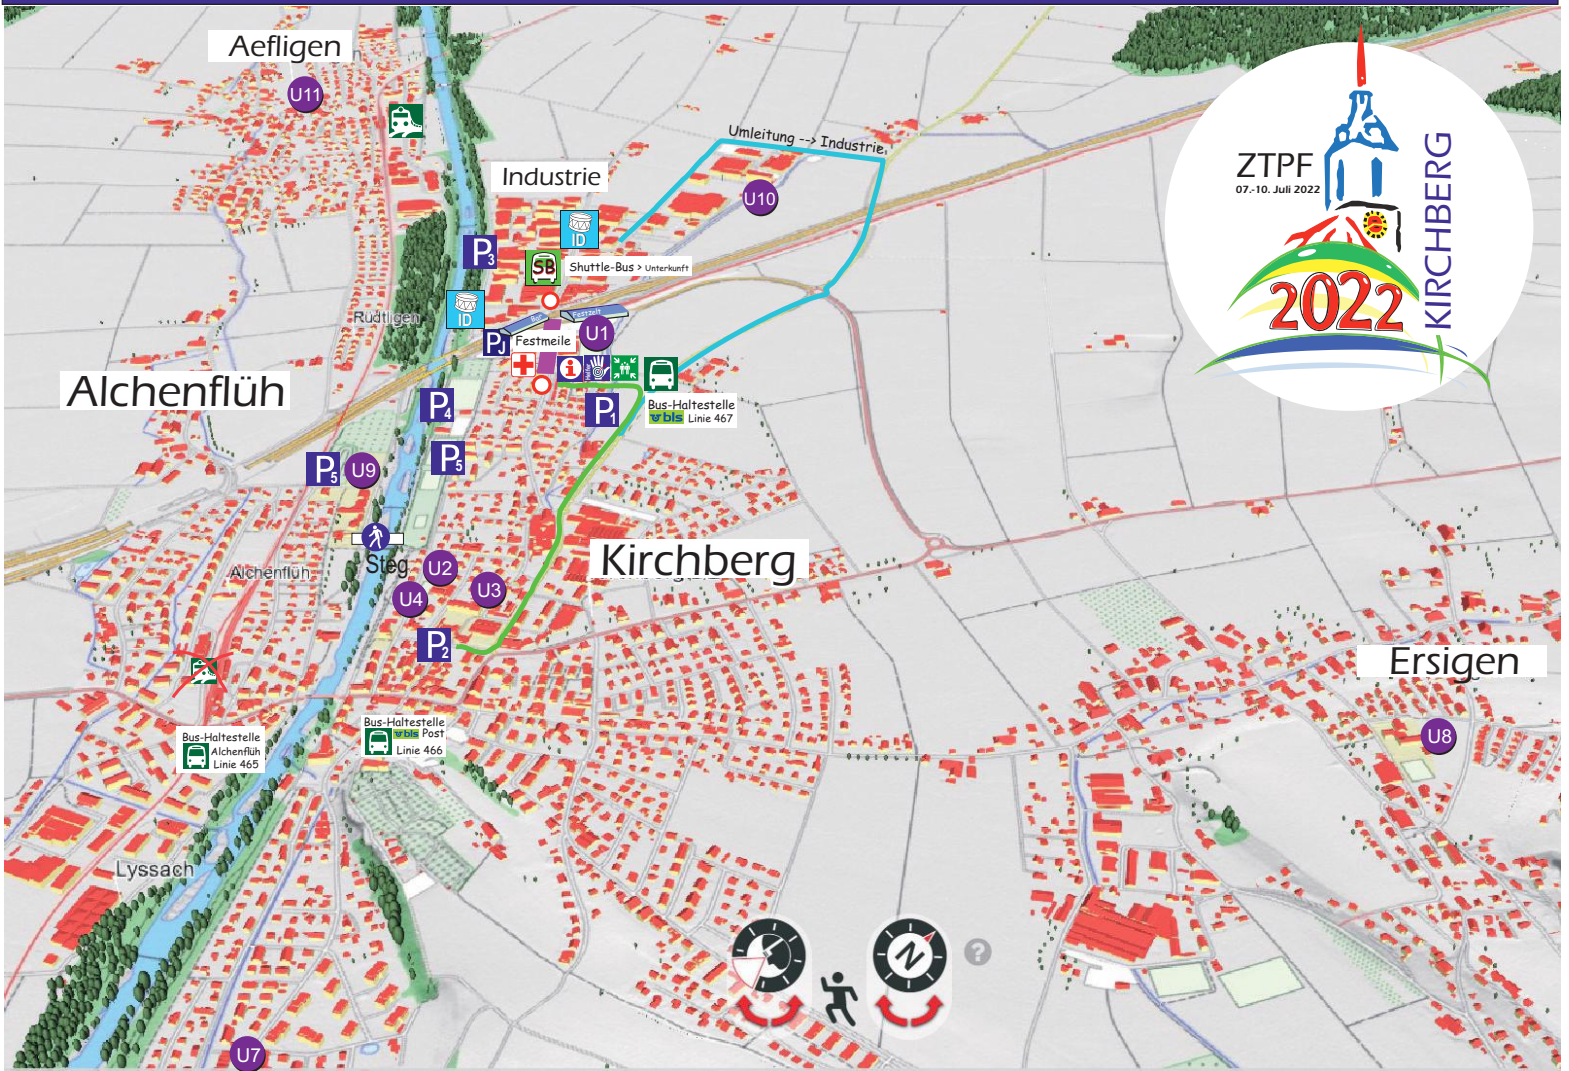 Aefligen
U11
Umleitung --> Industrie
Industrie
U10
ID
P3
SB
Shuttle-Bus > Unterkunft
ID
Rüdtligen
Bar
Festzelt
U1
PJ
Festmeile
i
Helfer
Alchenflüh
P4
P1
Bus-Haltestelle
bls Linie 467
P5
U9
P5
Steg
Alchenflüh
U2
U4
U3
Kirchberg
P2
Ersigen
U8
Bus-Haltestelle
Alchenflüh
Linie 465
Bus-Haltestelle
bls Post
Linie 466
Lyssach
U7
N
?
ZTPF
07.-10. Juli 2022
KIRCHBERG
2022